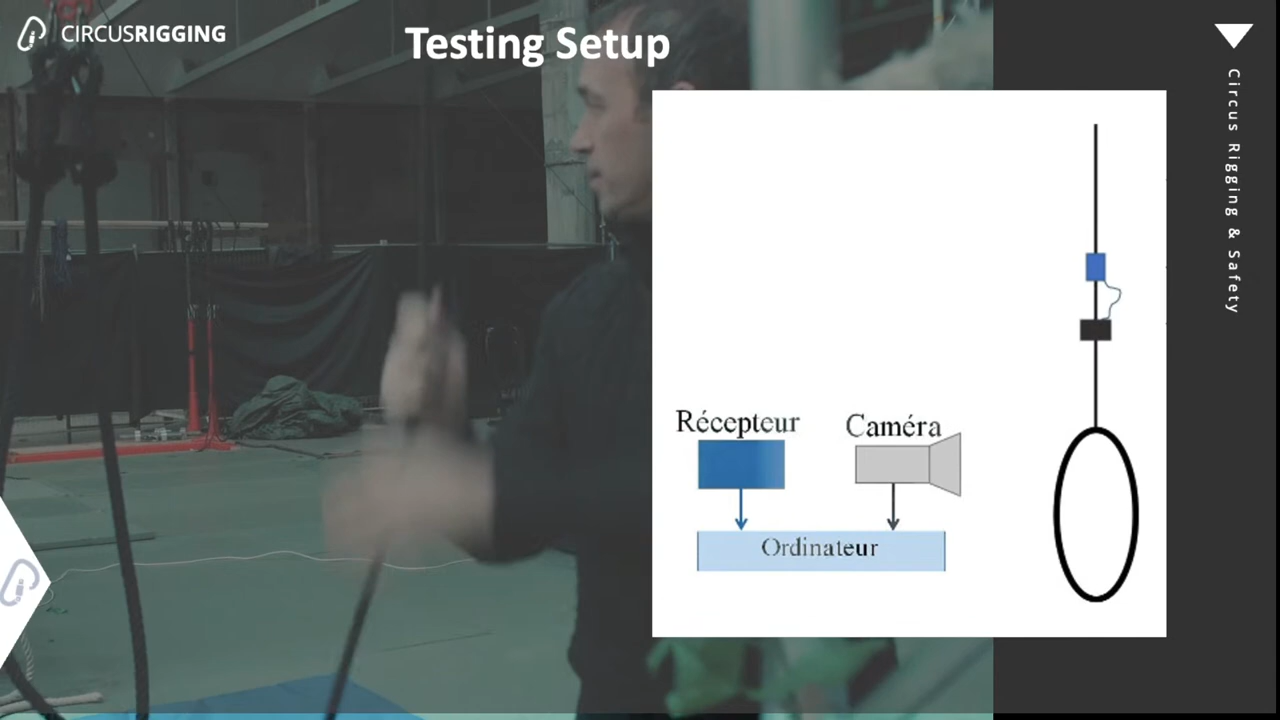 CIRCUSRIGGING
Testing Setup
Circus Rigging & Safety
Récepteur
Caméra
Ordinateur